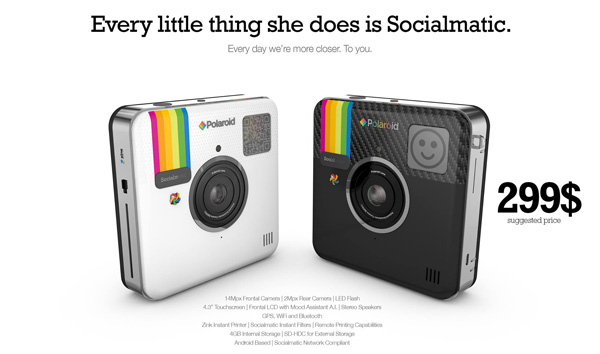 Every little thing she does is Socialmatic.
Every day we're more closer. To you.
Polaroid
Polaroid
Socialmatic
299$
suggested price
14Mpx Frontal Camera | 2Mpx Rear Camera | LED Flash
4.3" Touchscreen | Frontal LCD with Mood Assistant A.I. | Stereo Speakers
GPS, WiFi and Bluetooth
Zink Instant Printer | Socialmatic Instant Filters | Remote Printing Capabilities
4GB Internal Storage | SD-HDC for External Storage
Android Based | Socialmatic Network Compliant